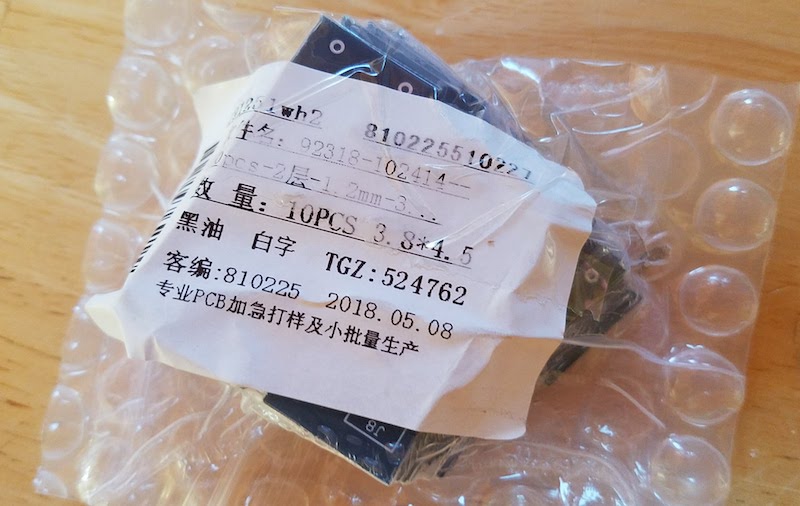 810225510227
92318-102414--
pcs-2层-1.2mm-3...
数 量: 10PCS 3.8*4.5
黑油 白字 TGZ:524762
客编:810225 2018.05.08
专业PCB加急打样及小批量生产
J8